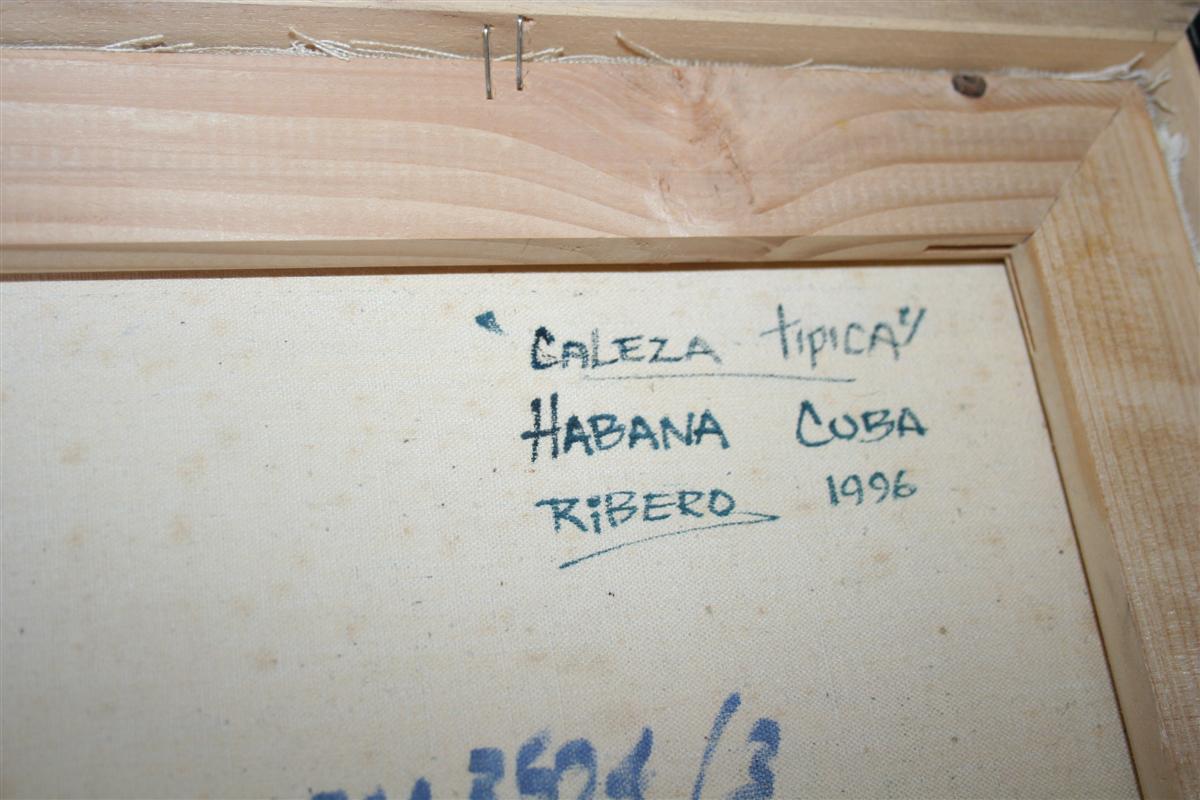 "CALEZA TIPICA"
HABANA CUBA
RIBERO 1996